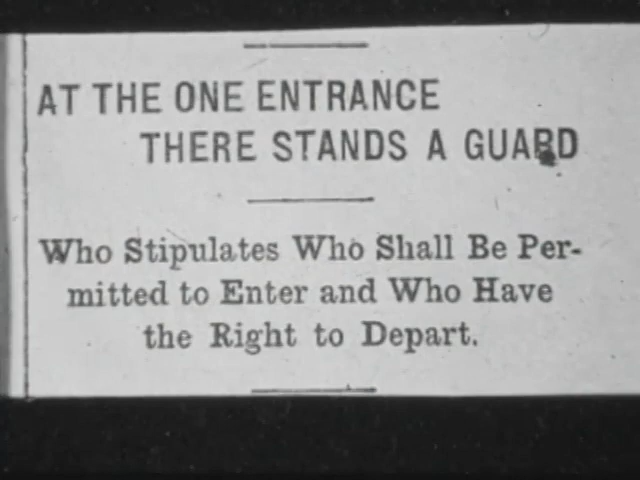 AT THE ONE ENTRANCE
THERE STANDS A GUARD
Who Stipulates Who Shall Be Per-
mitted to Enter and Who Have
the Right to Depart.